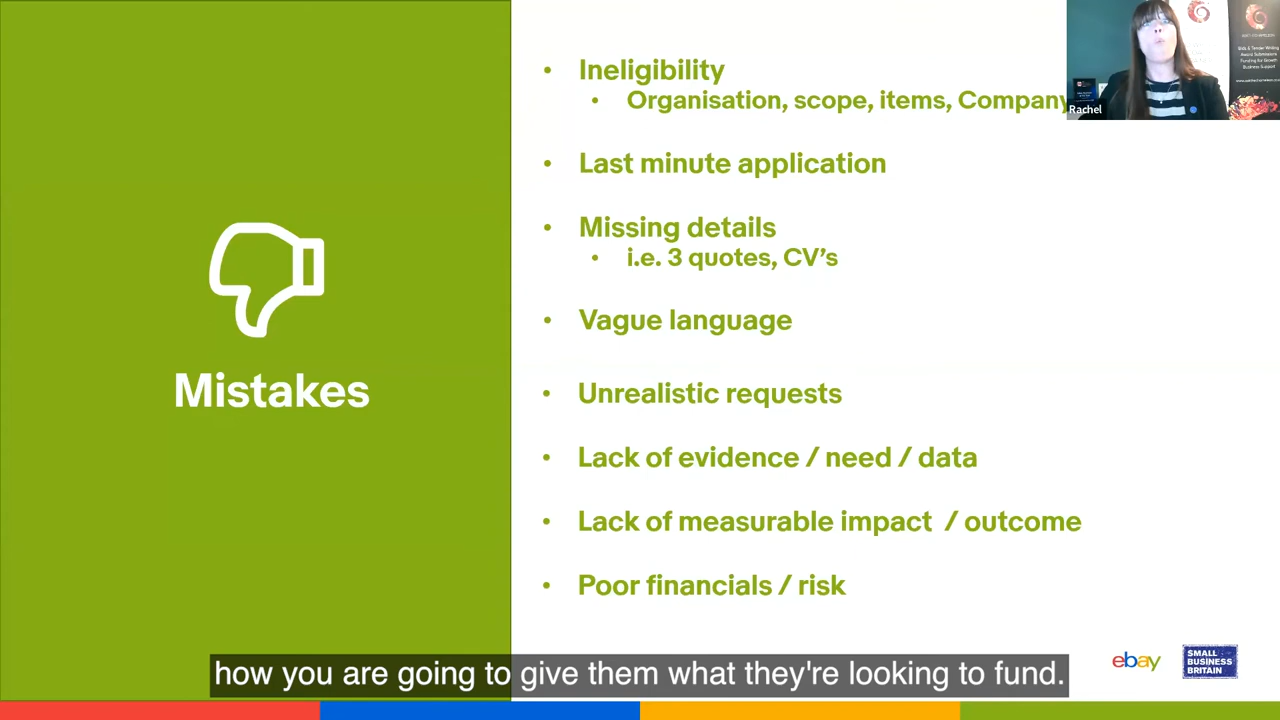 Ineligibility
Organisation, scope, items, Company
Rachel
Last minute application
Missing details
i.e. 3 quotes, CV's
Vague language
Mistakes
Unrealistic requests
Lack of evidence / need / data
Lack of measurable impact / outcome
Poor financials / risk
ebay
SMALL
BUSINESS
BRITAIN
how you are going to give them what they're looking to fund.